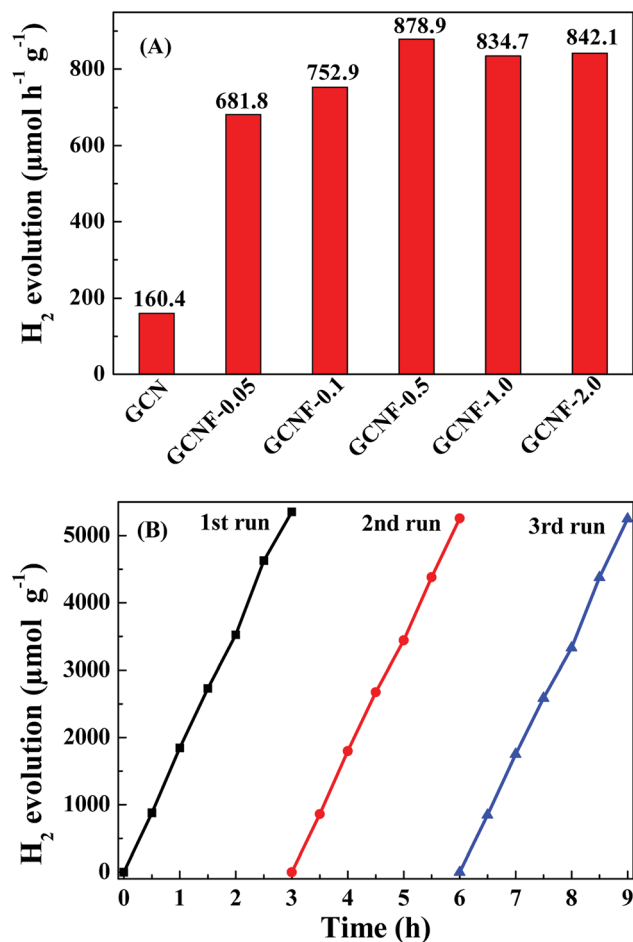 (A)
H₂ evolution (μmol h⁻¹ g⁻¹)
800
600
400
200
0
160.4
681.8
752.9
878.9
834.7
842.1
GCN
GCNF-0.05
GCNF-0.1
GCNF-0.5
GCNF-1.0
GCNF-2.0
(B)
1st run
2nd run
3rd run
H₂ evolution (μmol g⁻¹)
5000
4000
3000
2000
1000
0
0 1 2 3 4 5 6 7 8 9
Time (h)